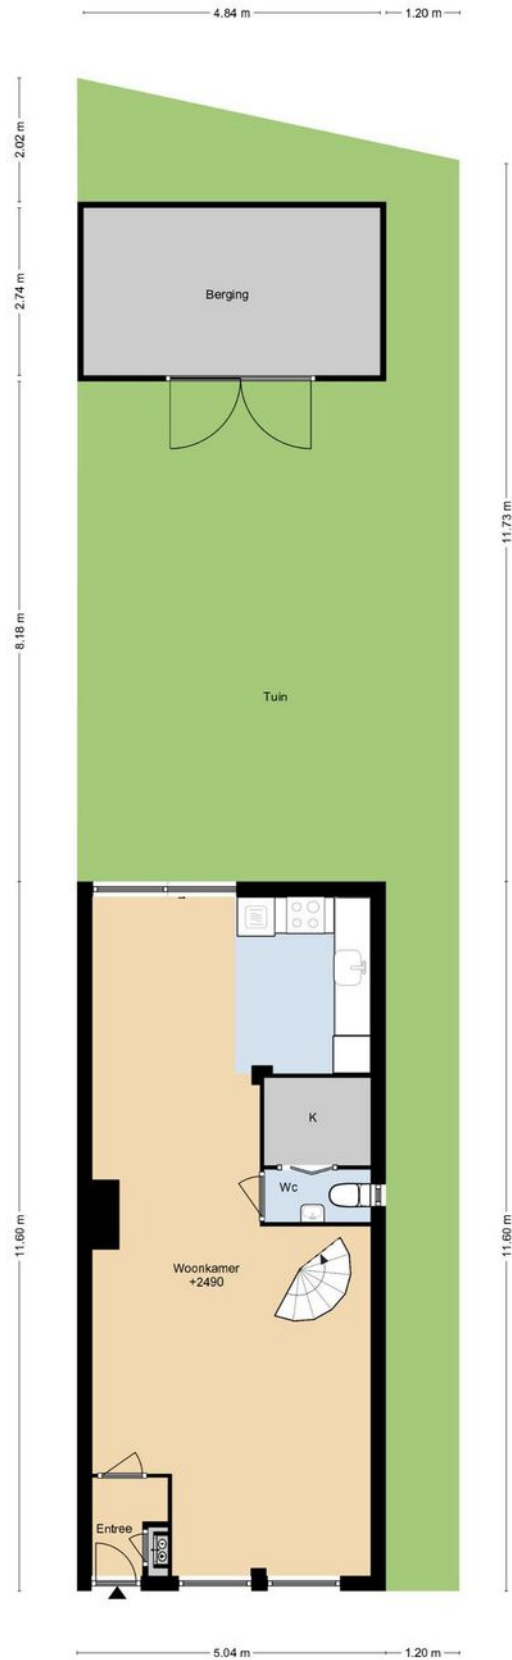 4.84 m
1.20 m
2.02 m
2.74 m
Berging
11.73 m
8.18 m
Tuin
K
Wc
11.60 m
11.60 m
Woonkamer
+2490
Entree
5.04 m
1.20 m